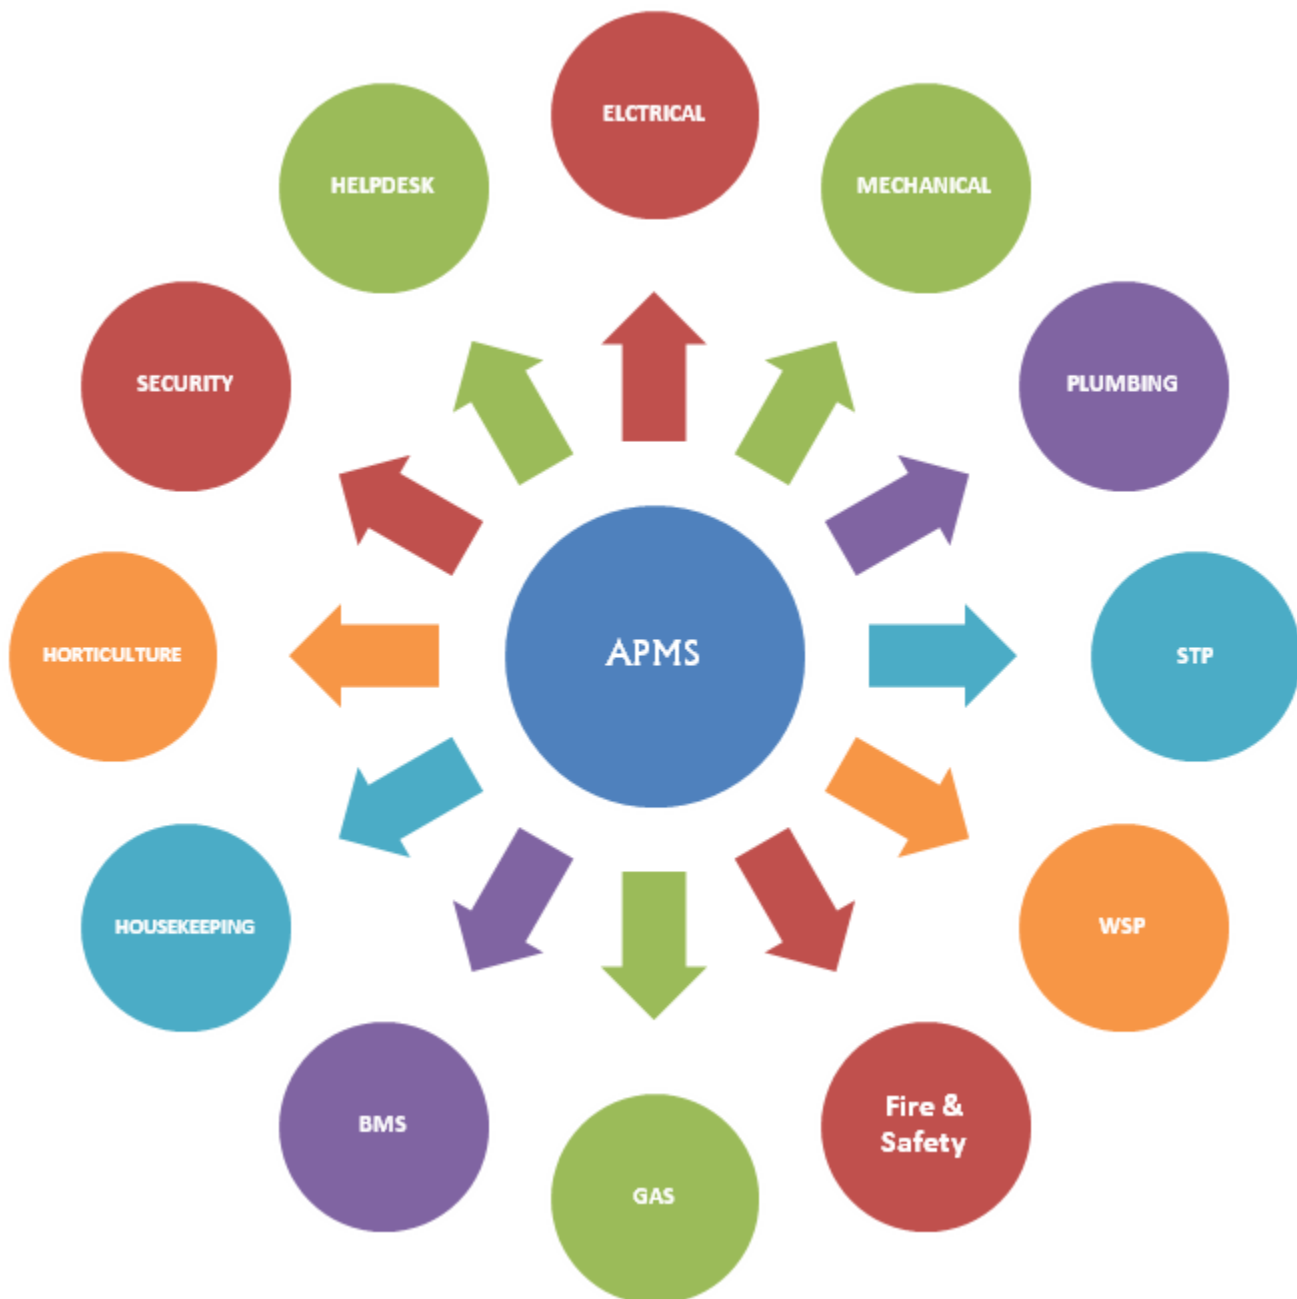 ELCTRICAL
MECHANICAL
PLUMBING
STP
WSP
Fire &
Safety
GAS
BMS
HOUSEKEEPING
HORTICULTURE
SECURITY
HELPDESK
APMS